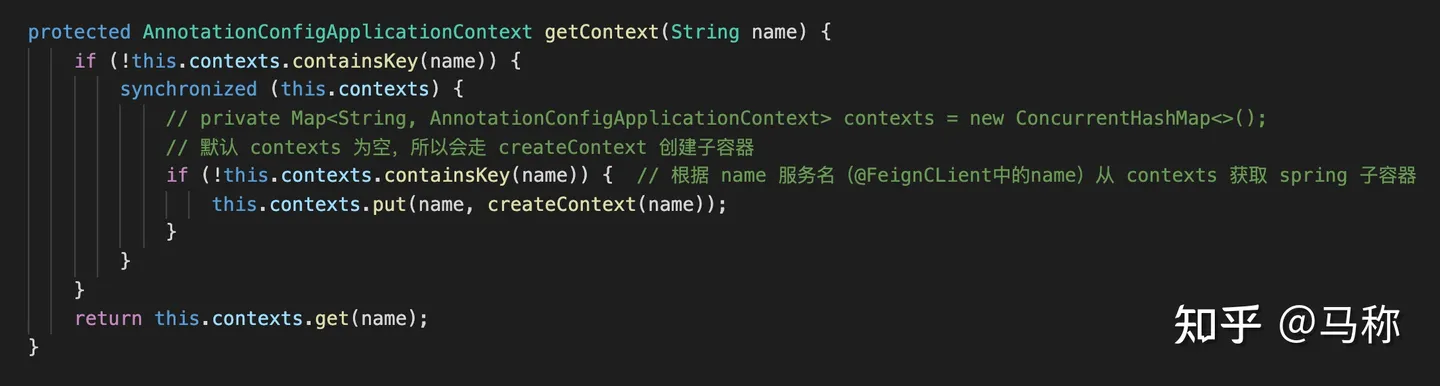 protected AnnotationConfigApplicationContext getContext(String name) {
if (!this.contexts.containsKey(name)) {
synchronized (this.contexts) {
// private Map<String, AnnotationConfigApplicationContext> contexts = new ConcurrentHashMap<>();
// 默认 contexts 为空，所以会走 createContext 创建子容器
if (!this.contexts.containsKey(name)) {  // 根据 name 服务名（@FeignCLient中的name）从 contexts 获取 spring 子容器
this.contexts.put(name, createContext(name));
}
}
}
return this.contexts.get(name);
}
知乎 @马称